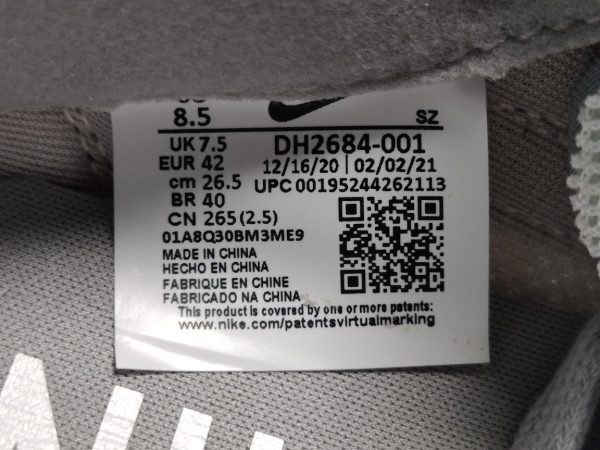 8.5
SZ
UK 7.5
DH2684-001
EUR 42
12/16/20 | 02/02/21
cm 26.5
UPC 00195244262113
BR 40
CN 265 (2.5)
01A8Q30BM3ME9
MADE IN CHINA
HECHO EN CHINA
FABRIQUE EN CHINE
FABRICADO NA CHINA
This product is covered by one or more patents:
www.nike.com/patentsvirtualmarking